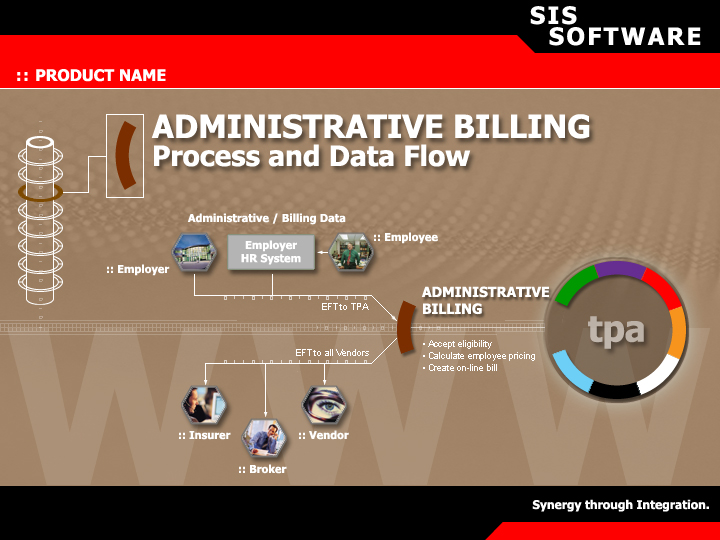 SIS
SOFTWARE
:: PRODUCT NAME
ADMINISTRATIVE BILLING
Process and Data Flow
Administrative / Billing Data
:: Employer
Employer
HR System
:: Employee
EFT to TPA
ADMINISTRATIVE
BILLING
• Accept eligibility
• Calculate employee pricing
• Create on-line bill
tpa
EFT to all Vendors
:: Insurer
:: Broker
:: Vendor
WWW
Synergy through Integration.